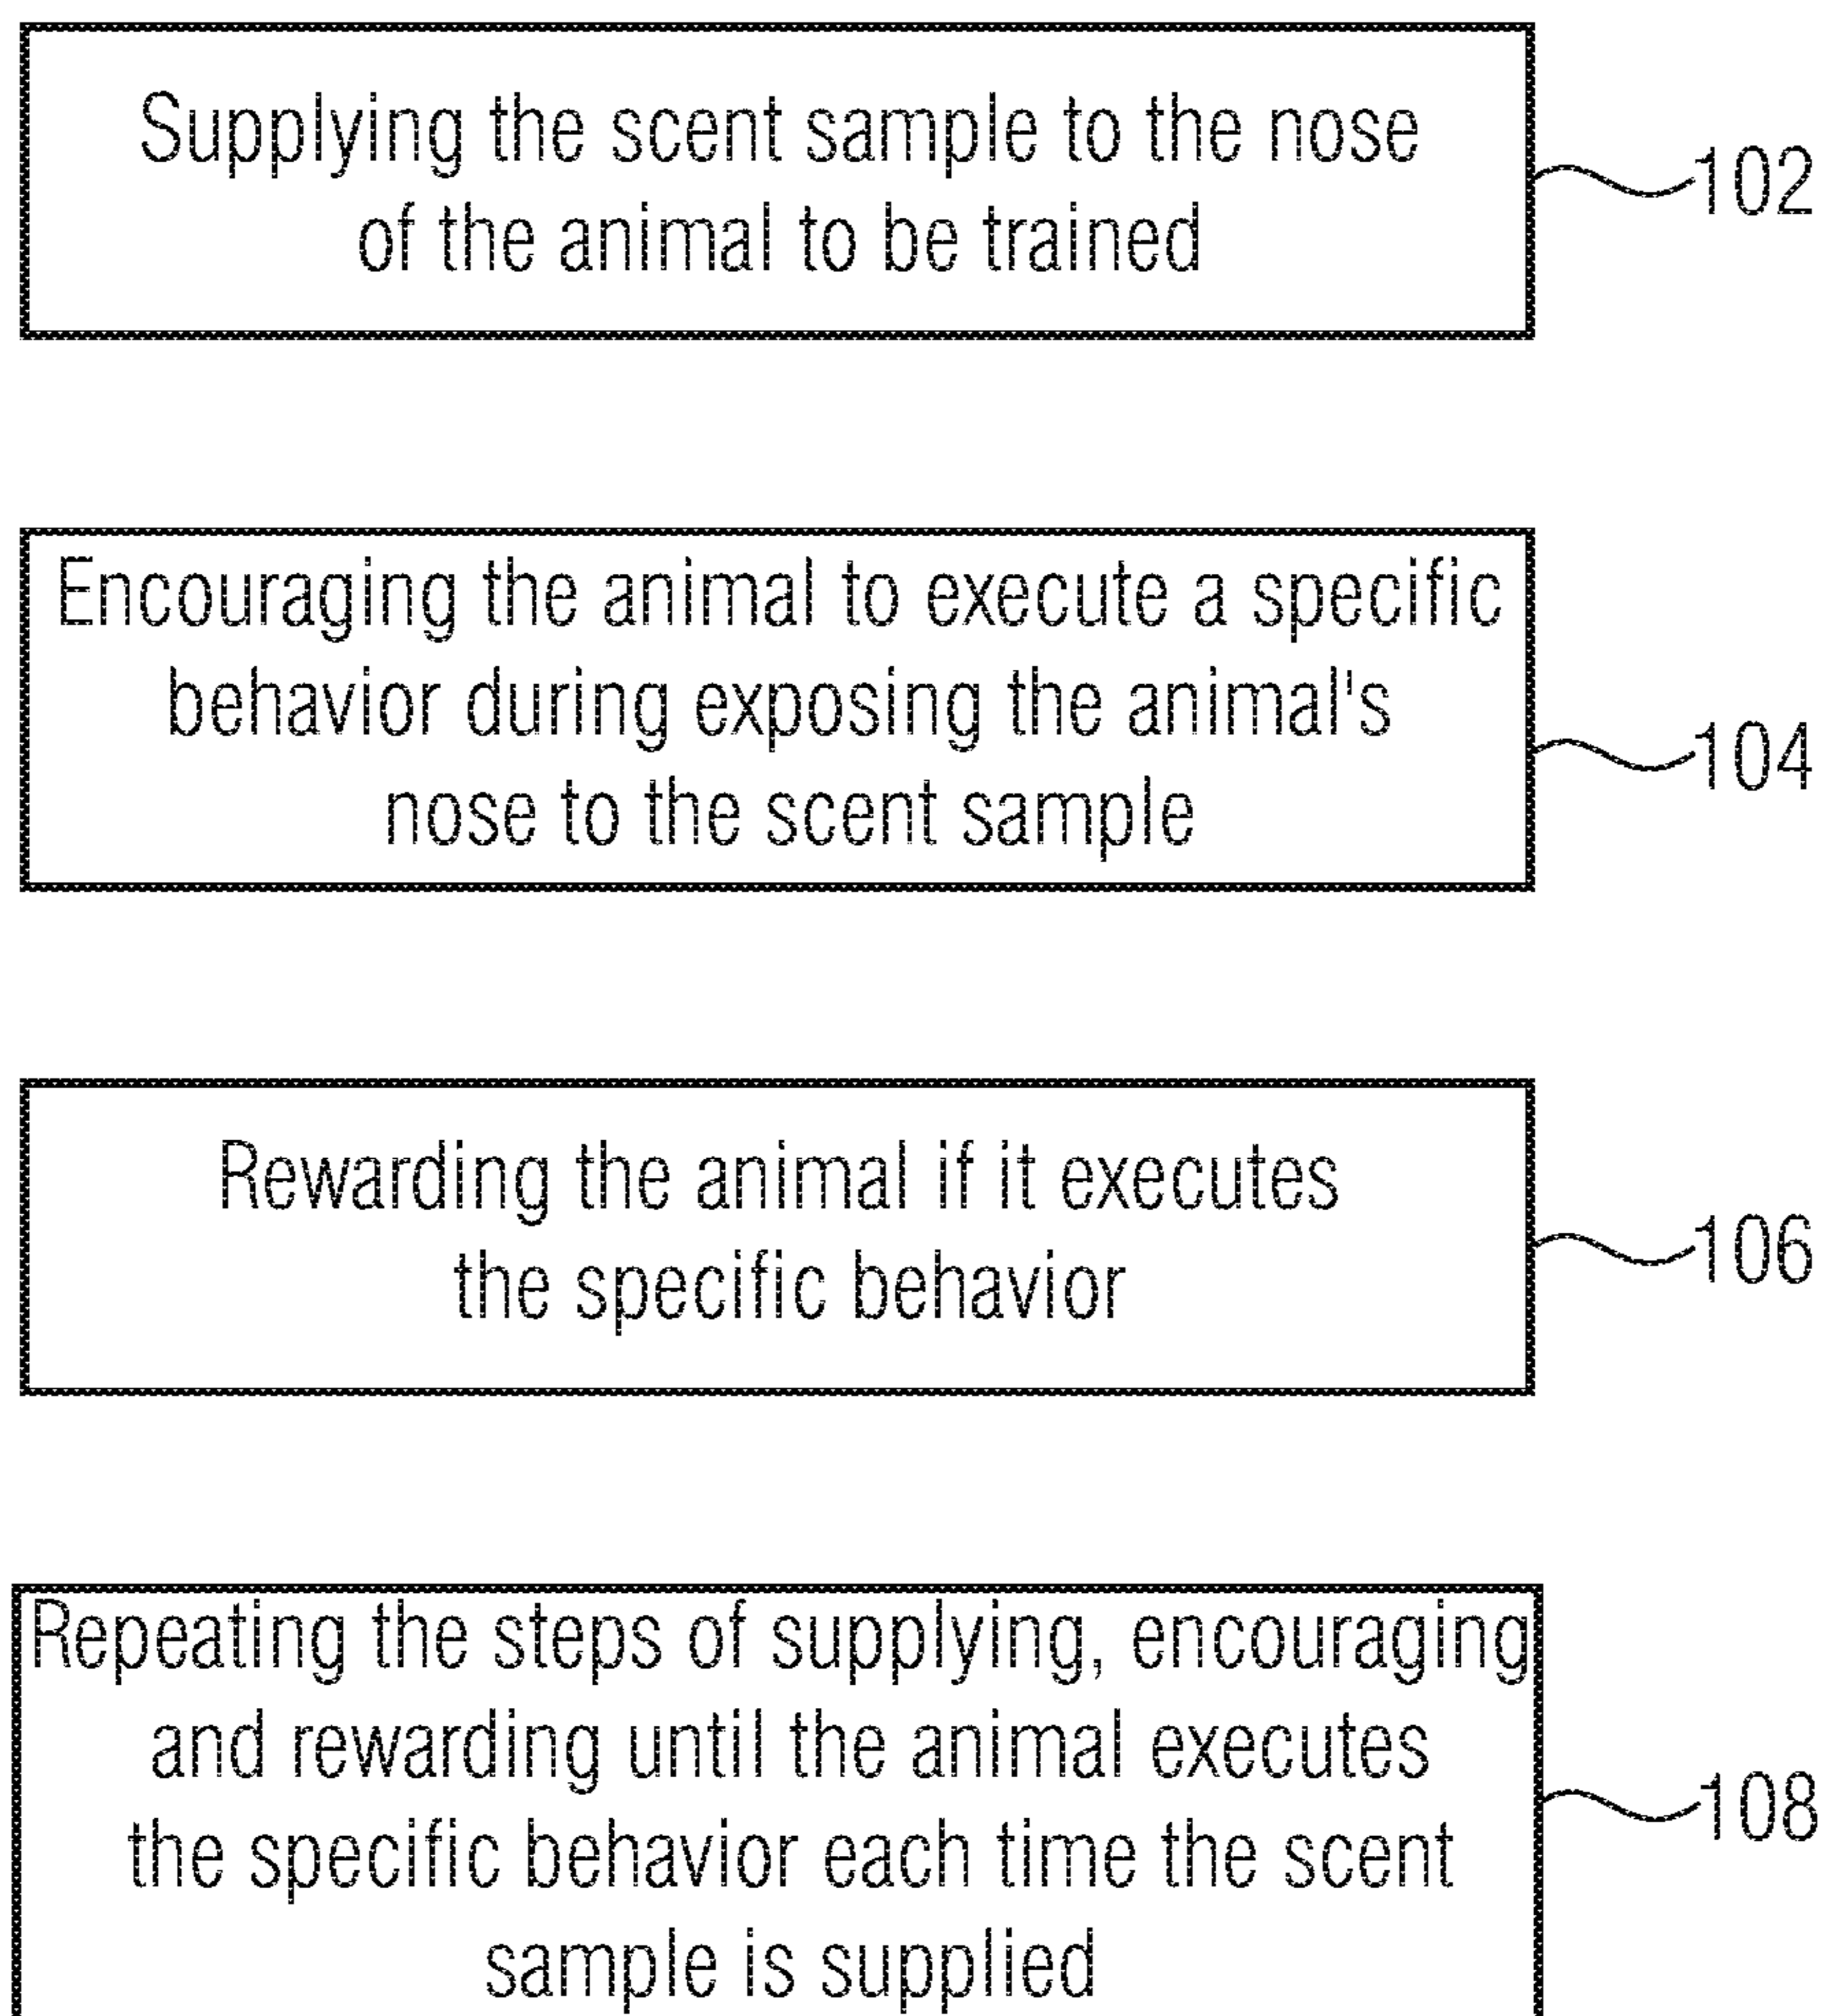 Supplying the scent sample to the nose
of the animal to be trained
102
Encouraging the animal to execute a specific
behavior during exposing the animal's
nose to the scent sample
104
Rewarding the animal if it executes
the specific behavior
106
Repeating the steps of supplying, encouraging
and rewarding until the animal executes
the specific behavior each time the scent
sample is supplied
108